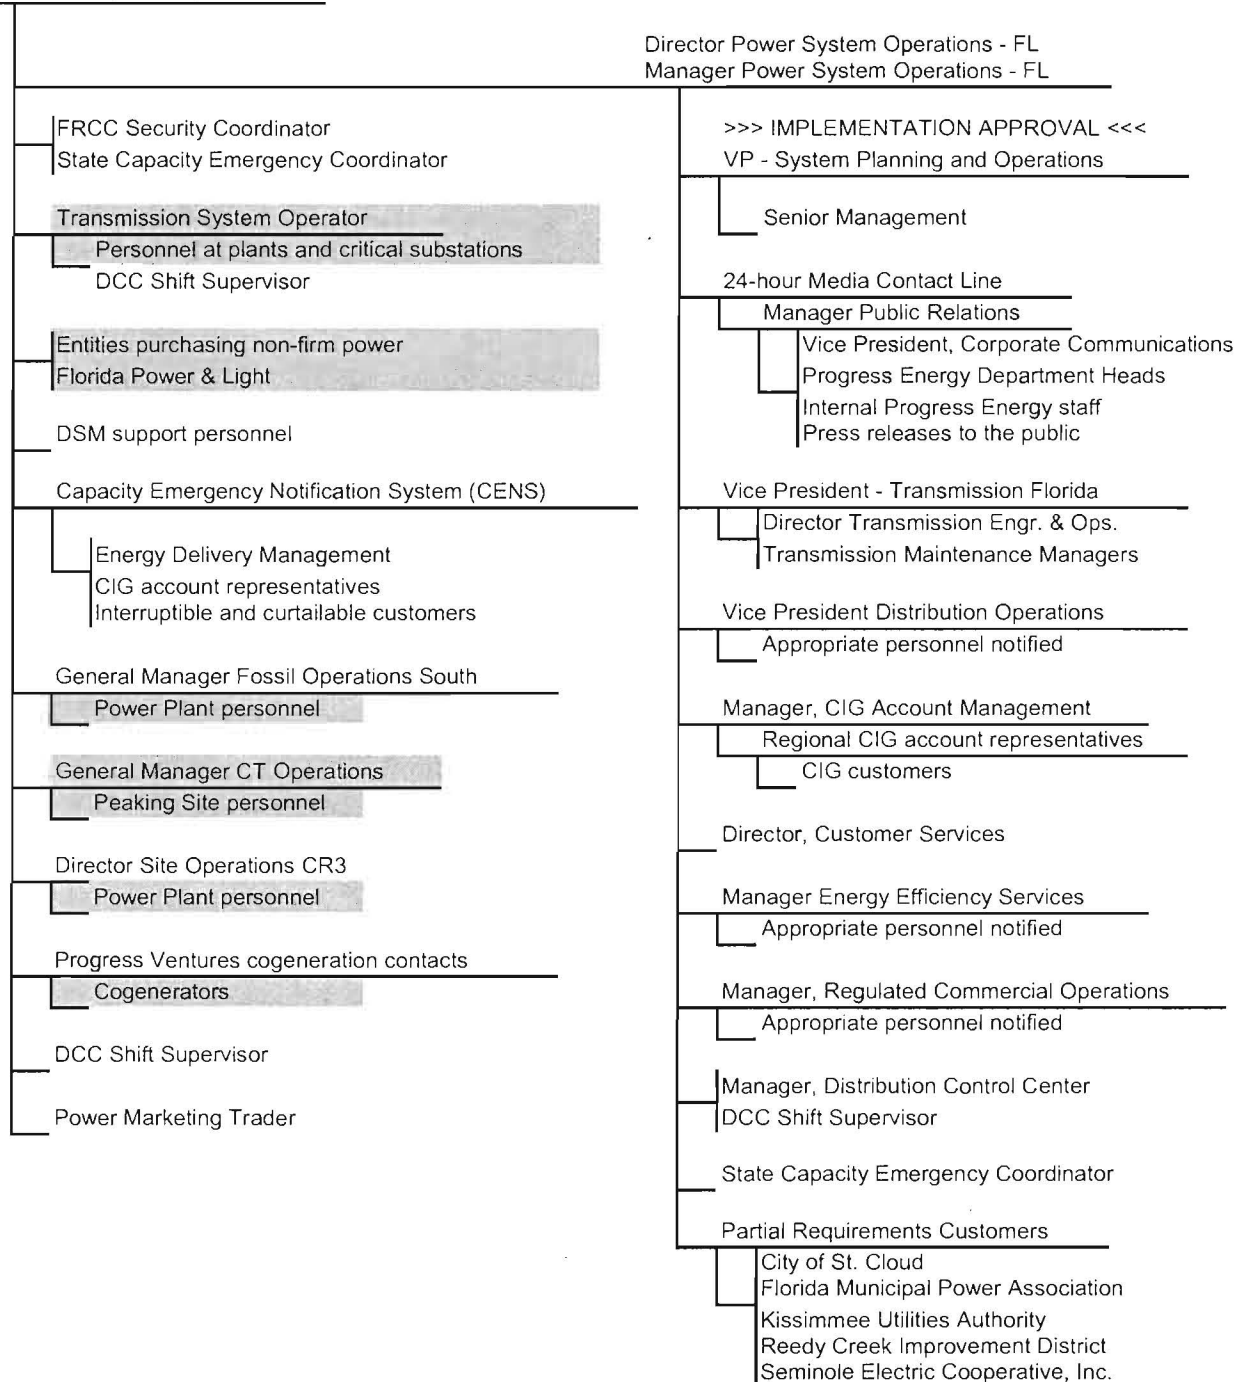 Director Power System Operations - FL
Manager Power System Operations - FL
FRCC Security Coordinator
State Capacity Emergency Coordinator
Transmission System Operator
Personnel at plants and critical substations
DCC Shift Supervisor
Entities purchasing non-firm power
Florida Power & Light
DSM support personnel
Capacity Emergency Notification System (CENS)
Energy Delivery Management
CIG account representatives
Interruptible and curtailable customers
General Manager Fossil Operations South
Power Plant personnel
General Manager CT Operations
Peaking Site personnel
Director Site Operations CR3
Power Plant personnel
Progress Ventures cogeneration contacts
Cogenerators
DCC Shift Supervisor
Power Marketing Trader
>>> IMPLEMENTATION APPROVAL <<<
VP - System Planning and Operations
Senior Management
24-hour Media Contact Line
Manager Public Relations
Vice President, Corporate Communications
Progress Energy Department Heads
Internal Progress Energy staff
Press releases to the public
Vice President - Transmission Florida
Director Transmission Engr. & Ops.
Transmission Maintenance Managers
Vice President Distribution Operations
Appropriate personnel notified
Manager, CIG Account Management
Regional CIG account representatives
CIG customers
Director, Customer Services
Manager Energy Efficiency Services
Appropriate personnel notified
Manager, Regulated Commercial Operations
Appropriate personnel notified
Manager, Distribution Control Center
DCC Shift Supervisor
State Capacity Emergency Coordinator
Partial Requirements Customers
City of St. Cloud
Florida Municipal Power Association
Kissimmee Utilities Authority
Reedy Creek Improvement District
Seminole Electric Cooperative, Inc.